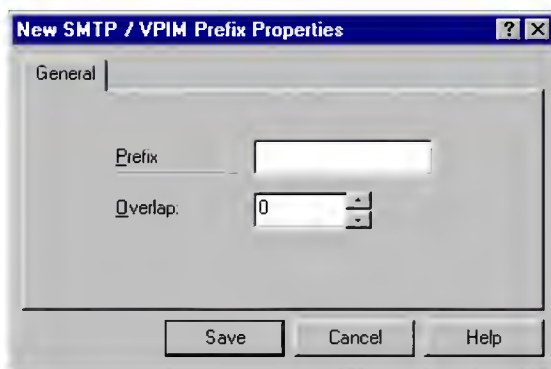 New SMTP / VPIM Prefix Properties ? X
General
Prefix
Overlap: 0
Save Cancel Help